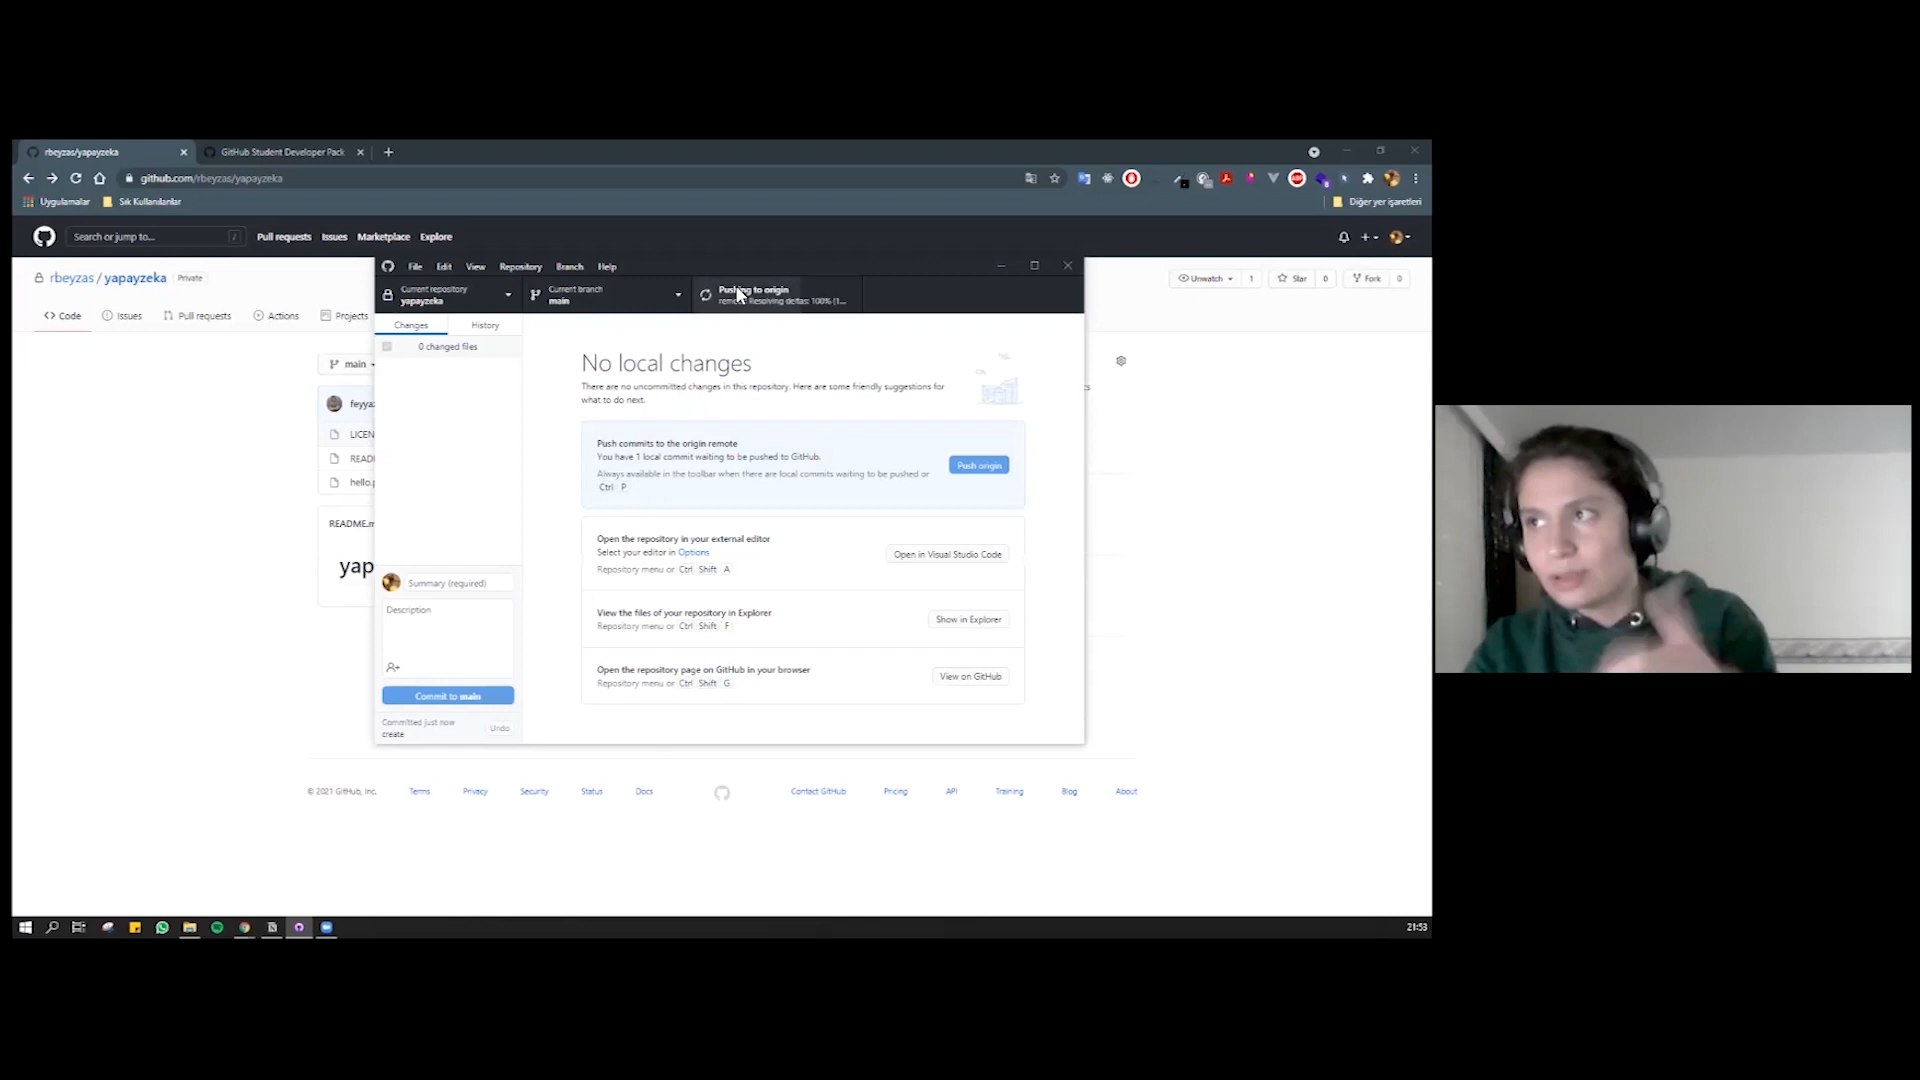 rbeyzas/yapayzeka
GitHub Student Developer Pack
github.com/rbeyzas/yapayzeka
Uygulamalar
Sık Kullanılanlar
Diğer yer işaretleri
Search or jump to...
/
Pull requests
Issues
Marketplace
Explore
rbeyzas / yapayzeka
Private
Unwatch
1
Star
0
Fork
0
Code
Issues
Pull requests
Actions
Projects
main
feyyaz
LICEN
READ
hello.
README.m
yap
File
Edit
View
Repository
Branch
Help
Current repository
yapayzeka
Current branch
main
Pushing to origin
remote: Resolving deltas: 100% (1...
Changes
History
0 changed files
No local changes
There are no uncommitted changes in this repository. Here are some friendly suggestions for
what to do next.
Push commits to the origin remote
You have 1 local commit waiting to be pushed to GitHub.
Always available in the toolbar when there are local commits waiting to be pushed or
Ctrl P
Push origin
Open the repository in your external editor
Select your editor in Options
Repository menu or Ctrl Shift A
Open in Visual Studio Code
View the files of your repository in Explorer
Repository menu or Ctrl Shift F
Show in Explorer
Open the repository page on GitHub in your browser
Repository menu or Ctrl Shift G
View on GitHub
Summary (required)
Description
Commit to main
Committed just now
create
Undo
© 2021 GitHub, Inc.
Terms
Privacy
Security
Status
Docs
Contact GitHub
Pricing
API
Training
Blog
About
21:53